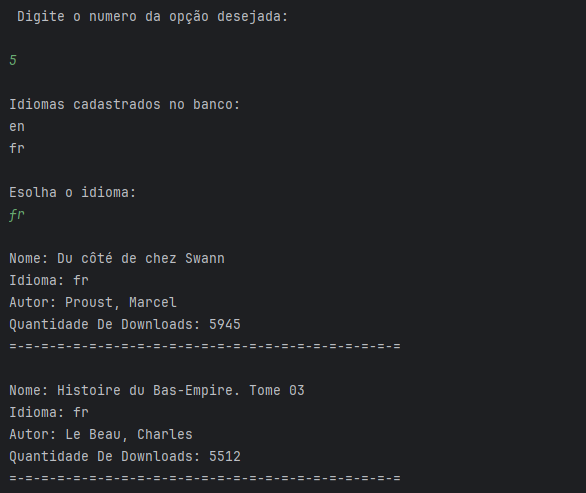 Digite o numero da opção desejada:
5
Idiomas cadastrados no banco:
en
fr
Esolha o idioma:
fr
Nome: Du côté de chez Swann
Idioma: fr
Autor: Proust, Marcel
Quantidade De Downloads: 5945
=-=-=-=-=-=-=-=-=-=-=-=-=-=-=-=-=-=-=-=-=-=-=-=-=
Nome: Histoire du Bas-Empire. Tome 03
Idioma: fr
Autor: Le Beau, Charles
Quantidade De Downloads: 5512
=-=-=-=-=-=-=-=-=-=-=-=-=-=-=-=-=-=-=-=-=-=-=-=-=